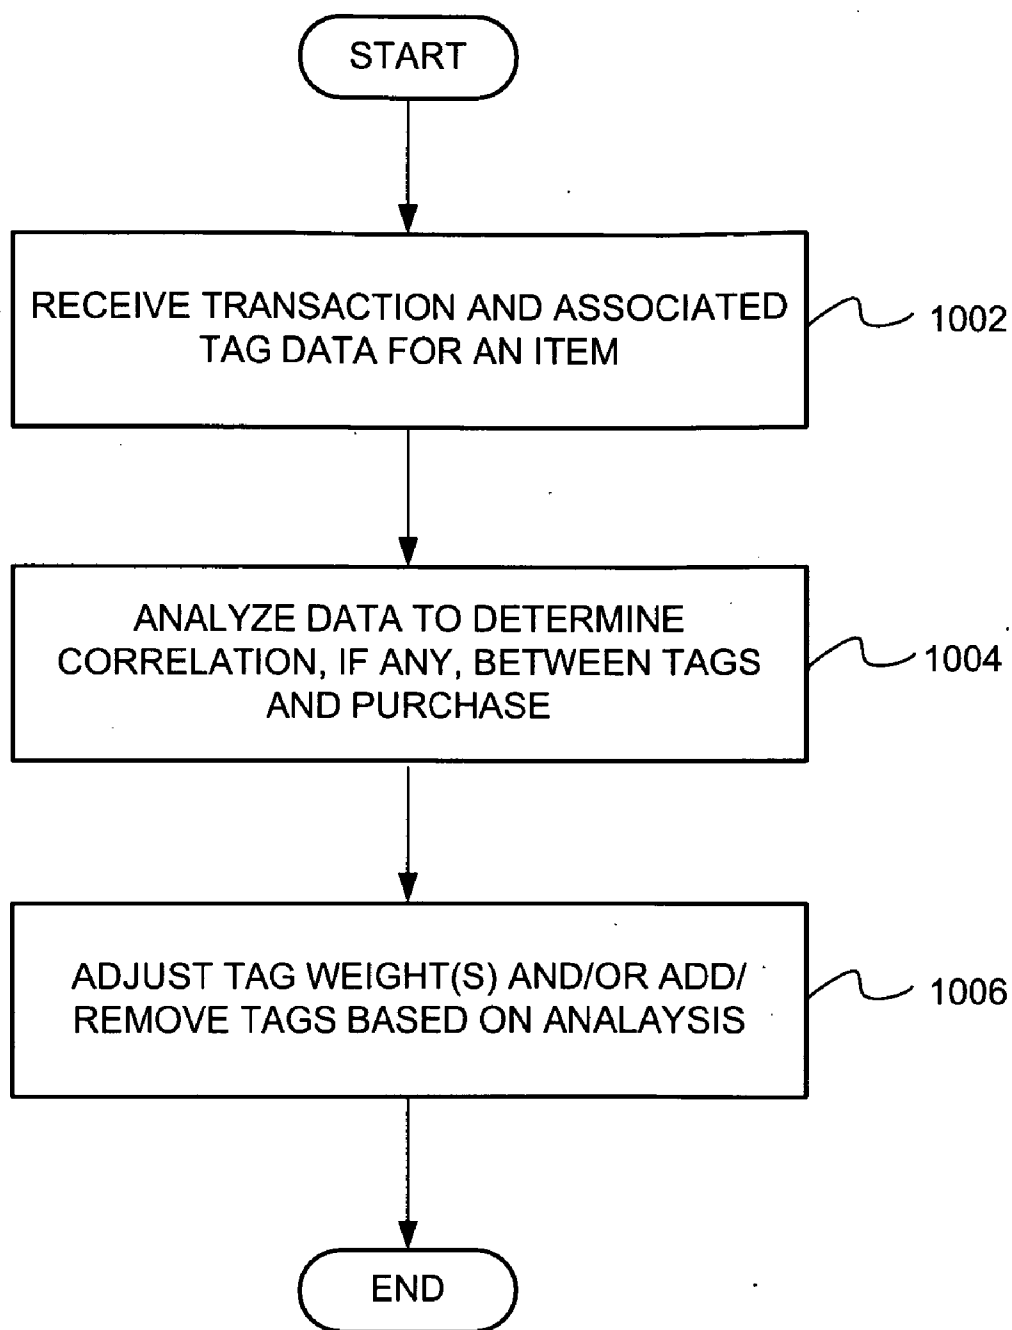 START
RECEIVE TRANSACTION AND ASSOCIATED
TAG DATA FOR AN ITEM
1002
ANALYZE DATA TO DETERMINE
CORRELATION, IF ANY, BETWEEN TAGS
AND PURCHASE
1004
ADJUST TAG WEIGHT(S) AND/OR ADD/
REMOVE TAGS BASED ON ANALAYSIS
1006
END